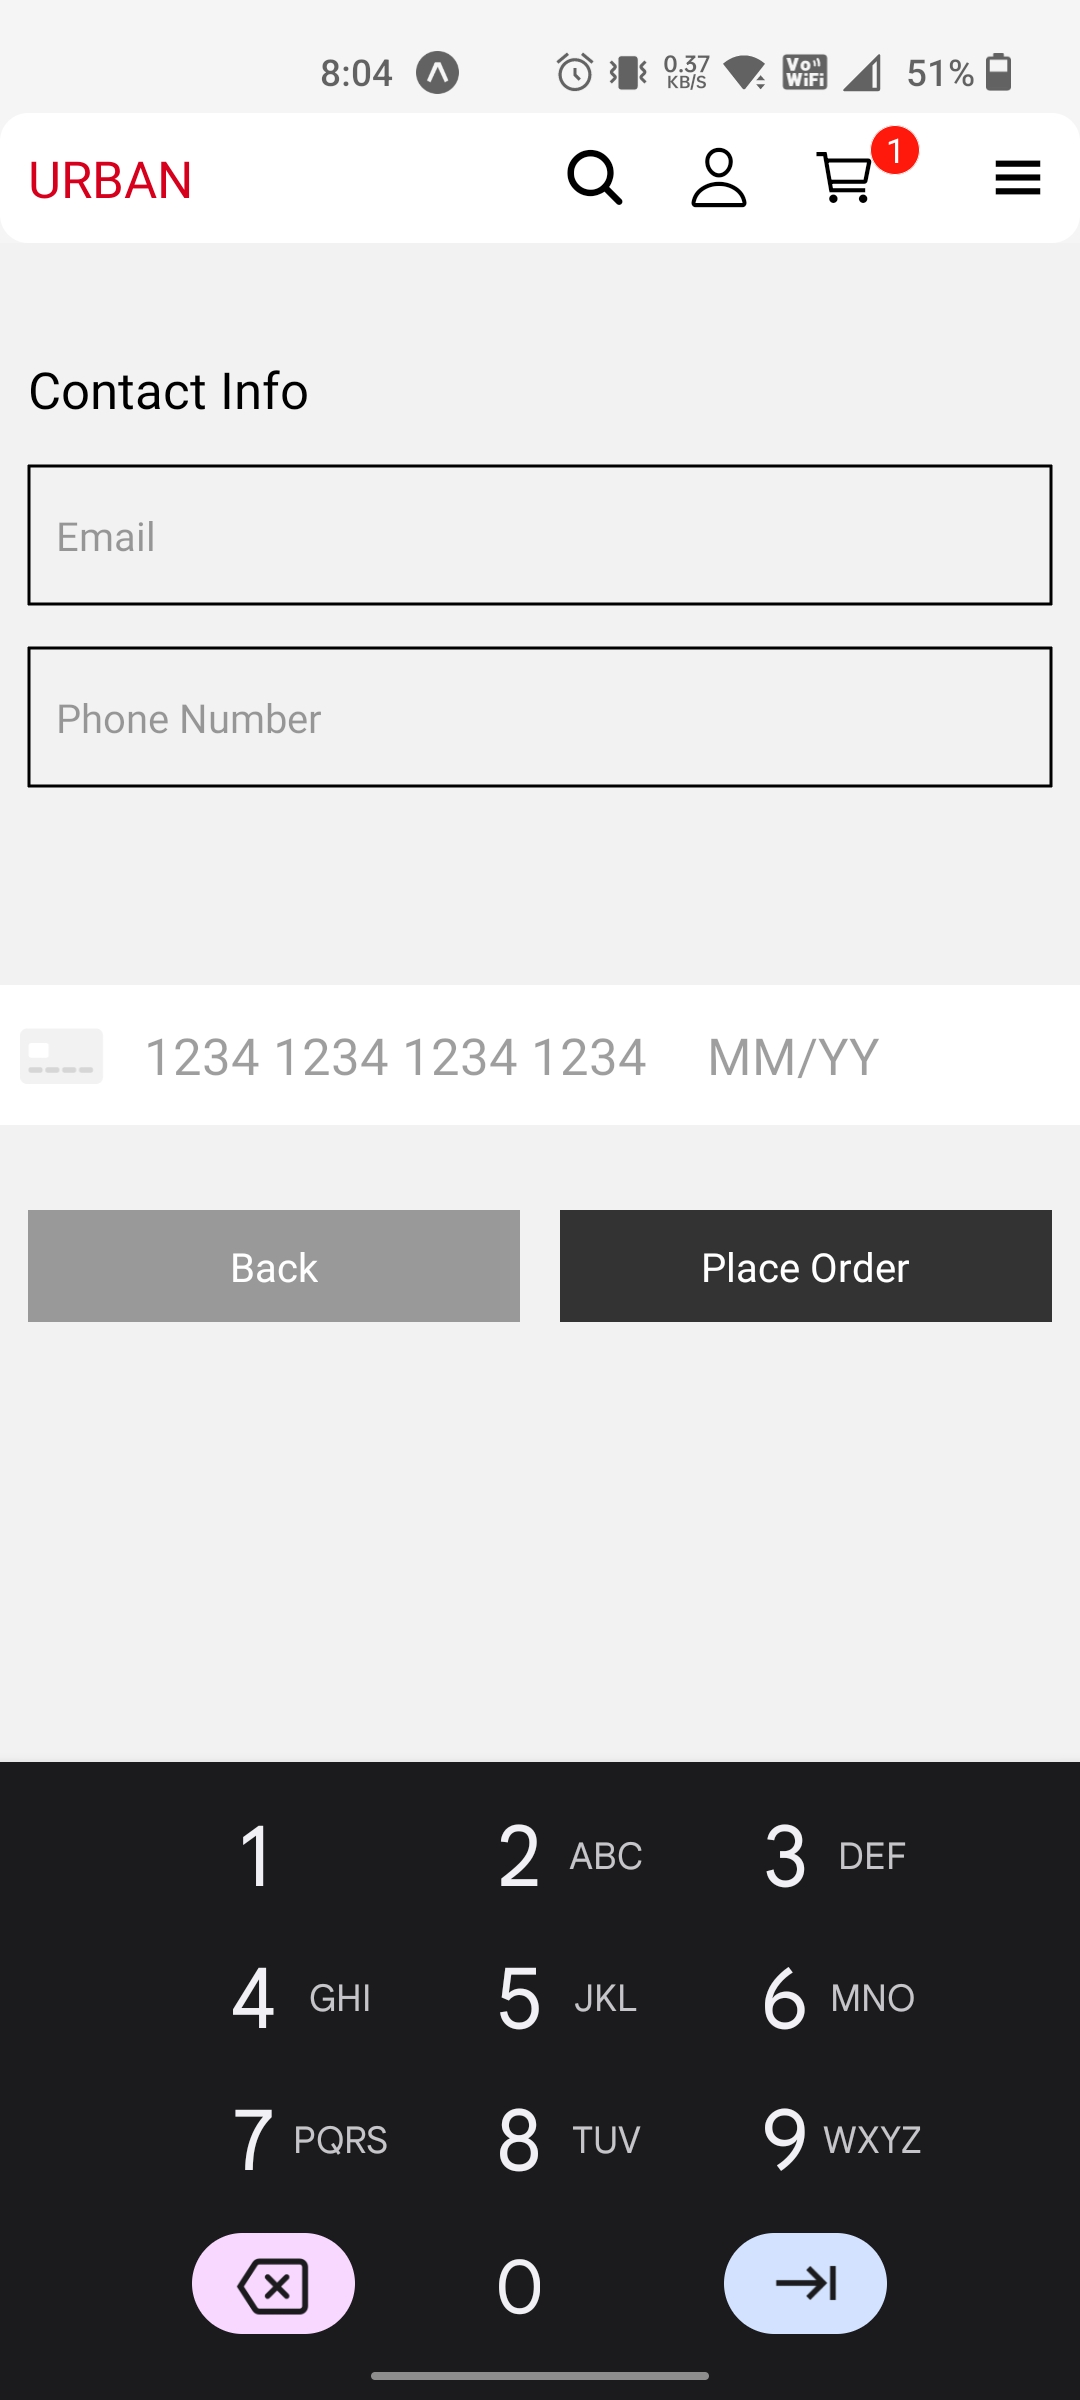 8:04 0.37 KB/S Vo WiFi 51%
URBAN 1
Contact Info
Email
Phone Number
1234 1234 1234 1234 MM/YY
Back Place Order
1 2 ABC 3 DEF
4 GHI 5 JKL 6 MNO
7 PQRS 8 TUV 9 WXYZ
0